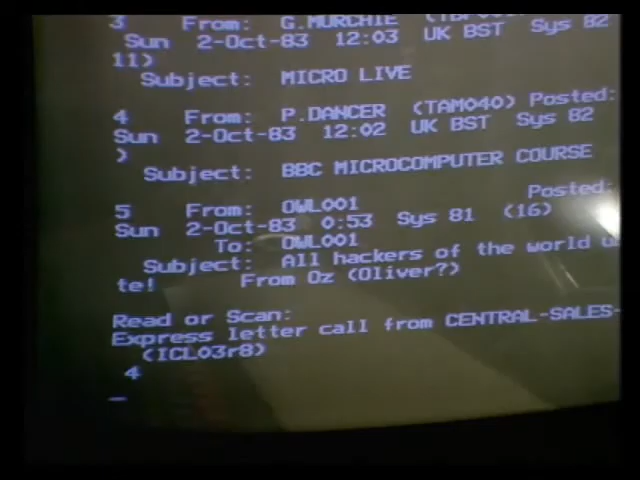 3 From: G.MURCHIE
Sun 2-Oct-83 12:03 UK BST Sys 82
11)
Subject: MICRO LIVE
4 From: P.DANCER (TAM040) Posted:
Sun 2-Oct-83 12:02 UK BST Sys 82
)
Subject: BBC MICROCOMPUTER COURSE
5 From: OWL001 Posted:
Sun 2-Oct-83 0:53 Sys 81 (16)
To: OWL001
Subject: All hackers of the world u
te! From Oz (Oliver?)
Read or Scan:
Express letter call from CENTRAL-SALES-
(ICL03r8)
4